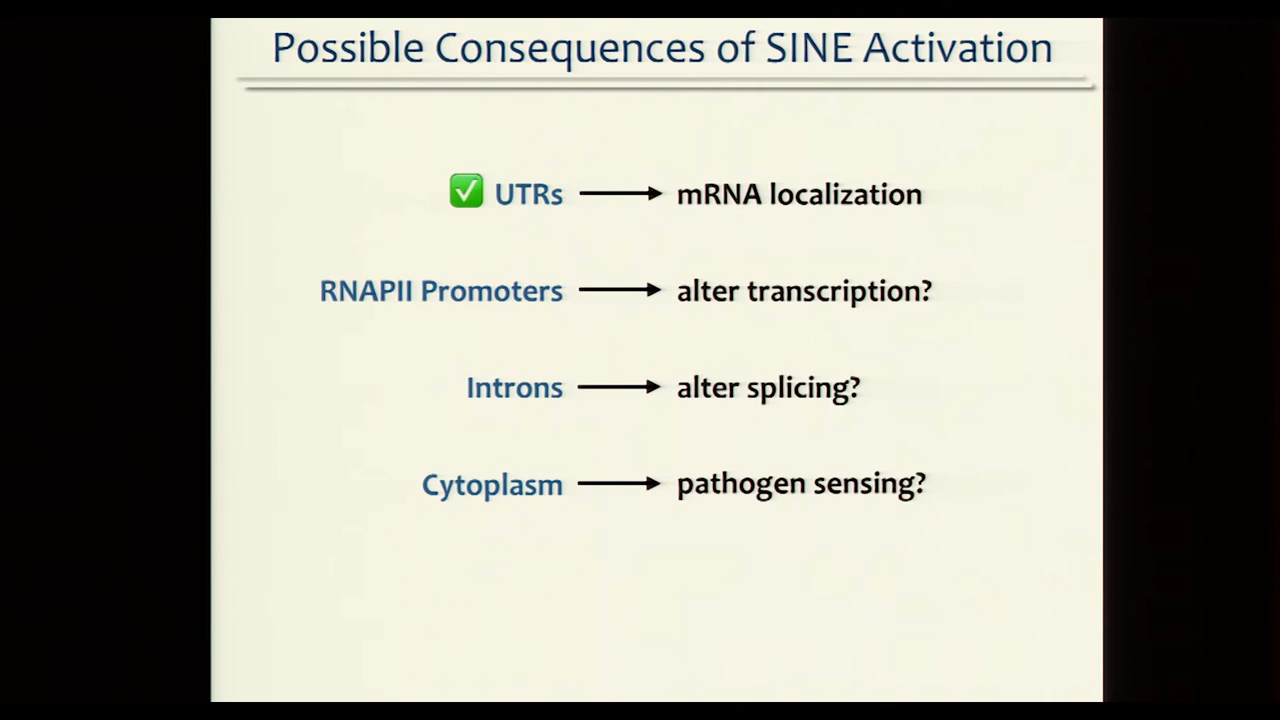 Possible Consequences of SINE Activation
✅ UTRs → mRNA localization
RNAPII Promoters → alter transcription?
Introns → alter splicing?
Cytoplasm → pathogen sensing?